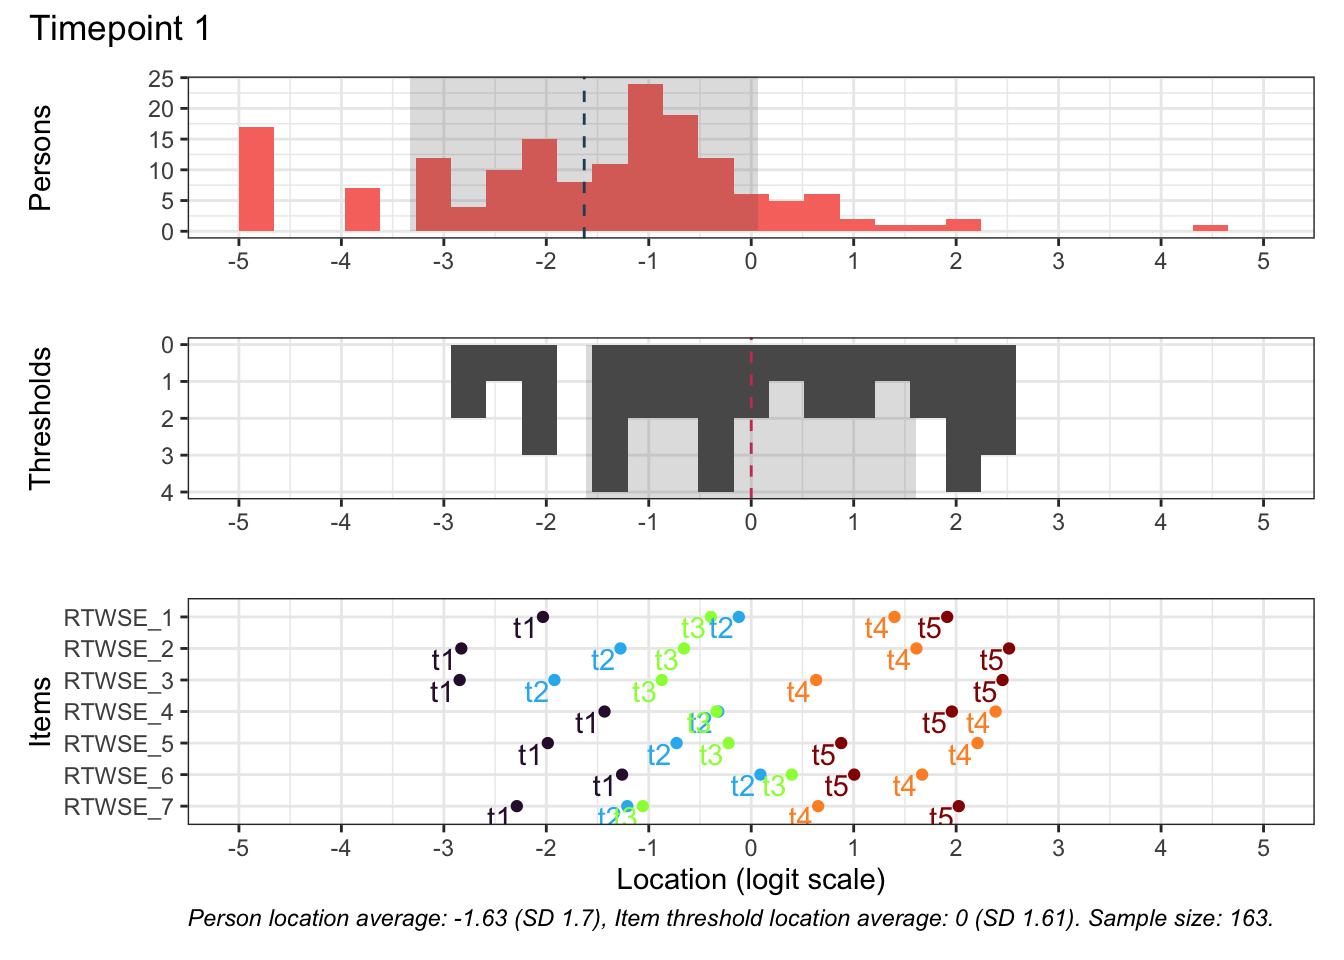 Timepoint 1
Persons
25
20
15
10
5
0
-5 -4 -3 -2 -1 0 1 2 3 4 5
Thresholds
0
1
2
3
4
-5 -4 -3 -2 -1 0 1 2 3 4 5
Items
RTWSE_1 t1 t3 t2 t4 t5
RTWSE_2 t1 t2 t3 t4 t5
RTWSE_3 t1 t2 t3 t4 t5
RTWSE_4 t1 t2 t3 t5 t4
RTWSE_5 t1 t2 t3 t5 t4
RTWSE_6 t1 t2 t3 t5 t4
RTWSE_7 t1 t2 t3 t4 t5
-5 -4 -3 -2 -1 0 1 2 3 4 5
Location (logit scale)
Person location average: -1.63 (SD 1.7), Item threshold location average: 0 (SD 1.61). Sample size: 163.